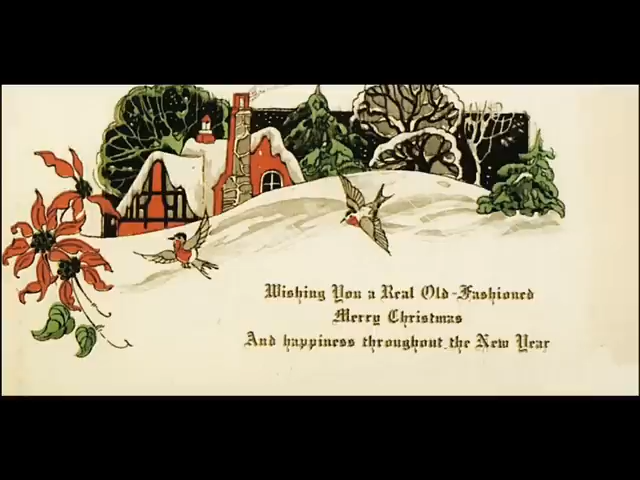 Wishing You a Real Old-Fashioned
Merry Christmas
And happiness throughout the New Year